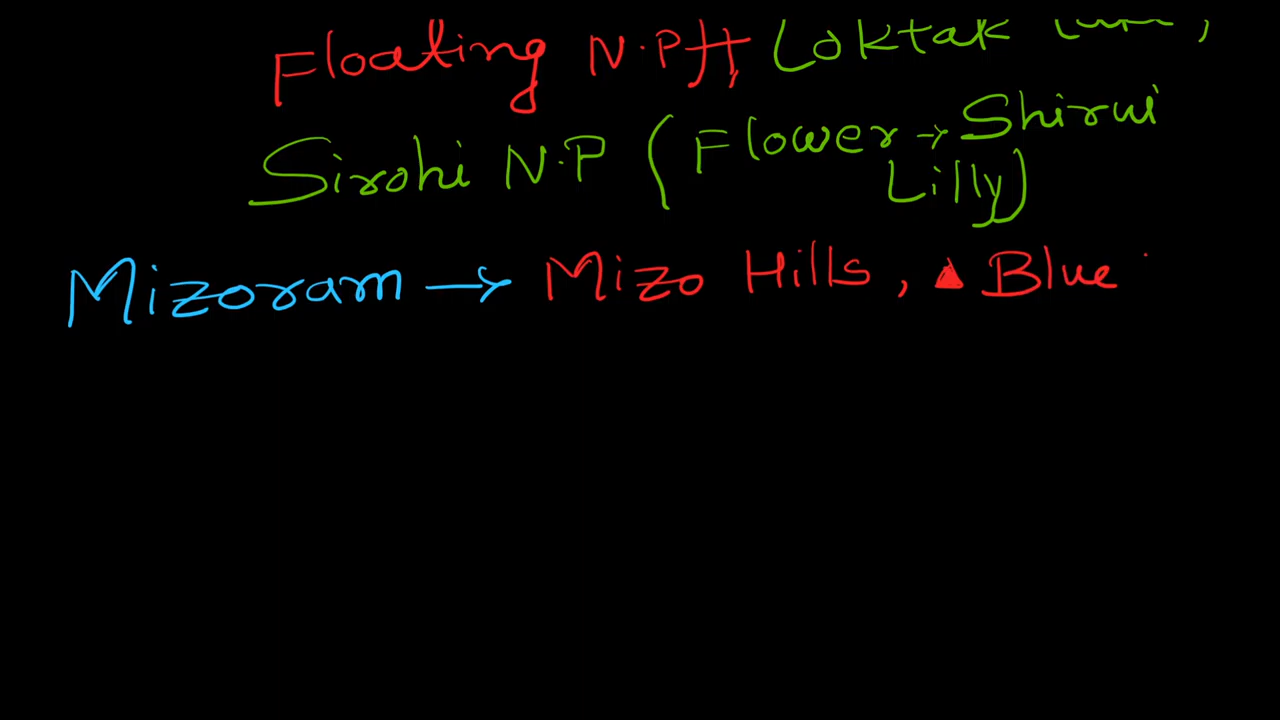 Floating N.P, Loktak
Sirohi N.P (Flower → Shirui
Lilly)
Mizoram → Mizo Hills, ▲ Blue